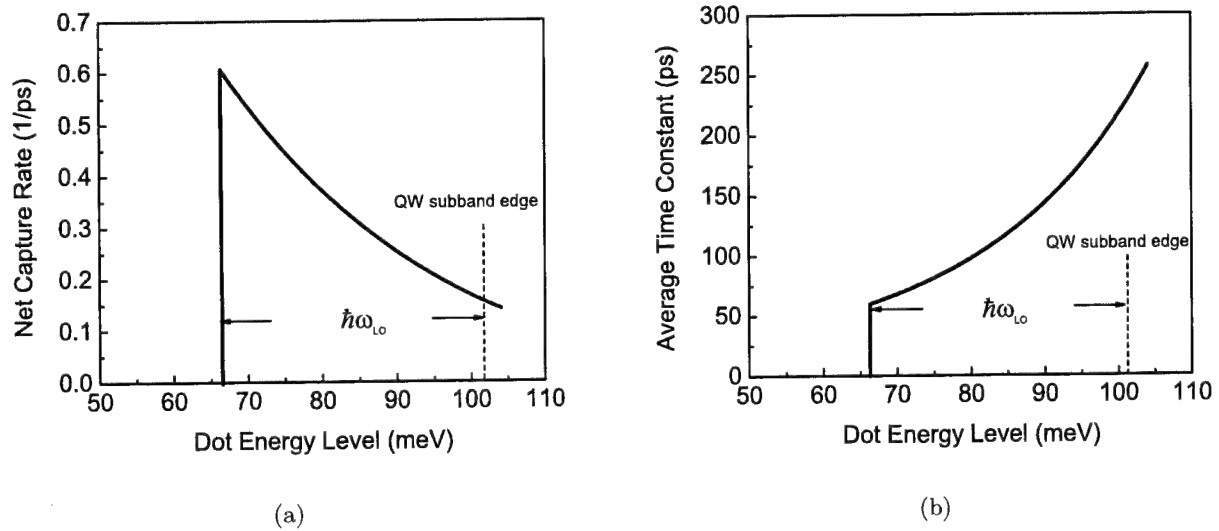 Net Capture Rate (1/ps)
0.7
0.6
0.5
0.4
0.3
0.2
0.1
0.0
QW subband edge
ħω_LO
50 60 70 80 90 100 110
Dot Energy Level (meV)
(a)
Average Time Constant (ps)
300
250
200
150
100
50
0
QW subband edge
ħω_LO
50 60 70 80 90 100 110
Dot Energy Level (meV)
(b)